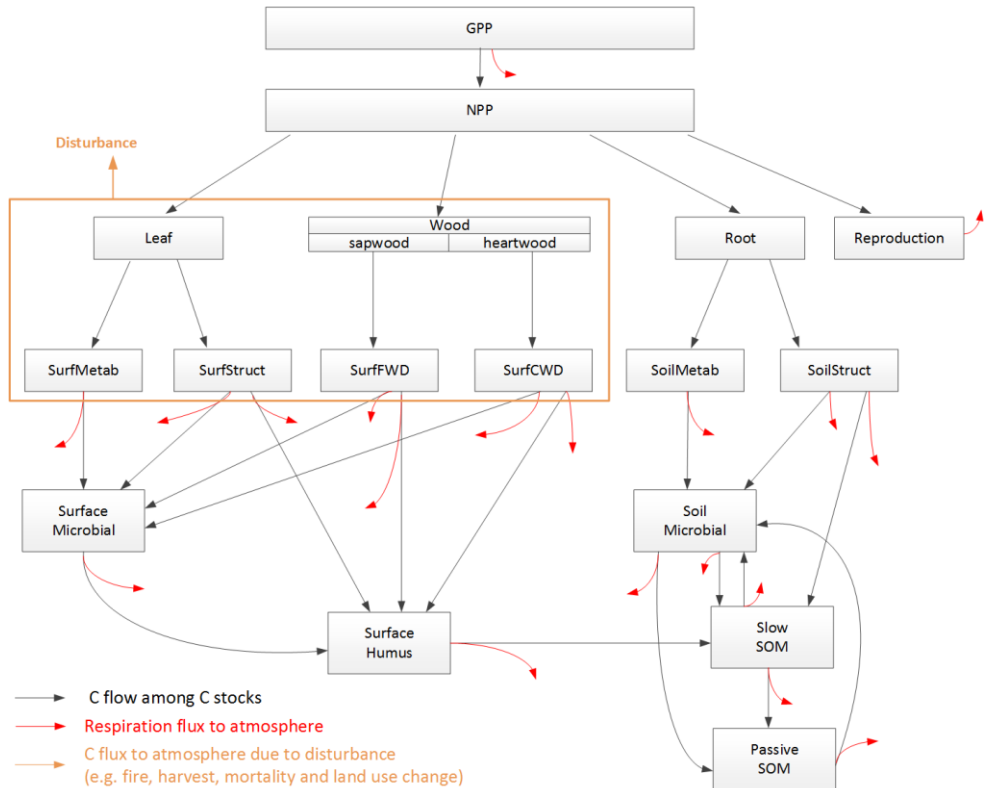 GPP
NPP
Disturbance
Leaf
Wood
sapwood
heartwood
Root
Reproduction
SurfMetab
SurfStruct
SurfFWD
SurfCWD
SoilMetab
SoilStruct
Surface
Microbial
Soil
Microbial
Surface
Humus
Slow
SOM
Passive
SOM
C flow among C stocks
Respiration flux to atmosphere
C flux to atmosphere due to disturbance
(e.g. fire, harvest, mortality and land use change)